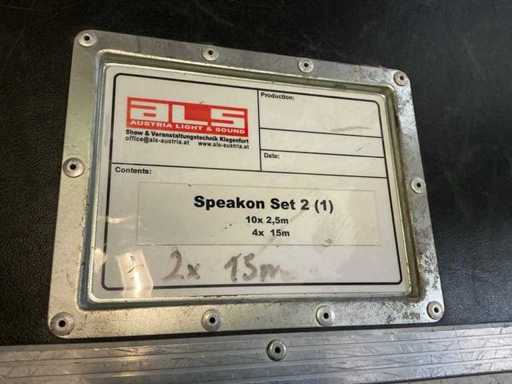 als
AUSTRIA LIGHT & SOUND
Show & Veranstaltungstechnik Klagenfurt
office@als-austria.at www.als-austria.at
Production:
Date:
Contents:
Speakon Set 2 (1)
10x 2,5m
4x 15m
2x 15m